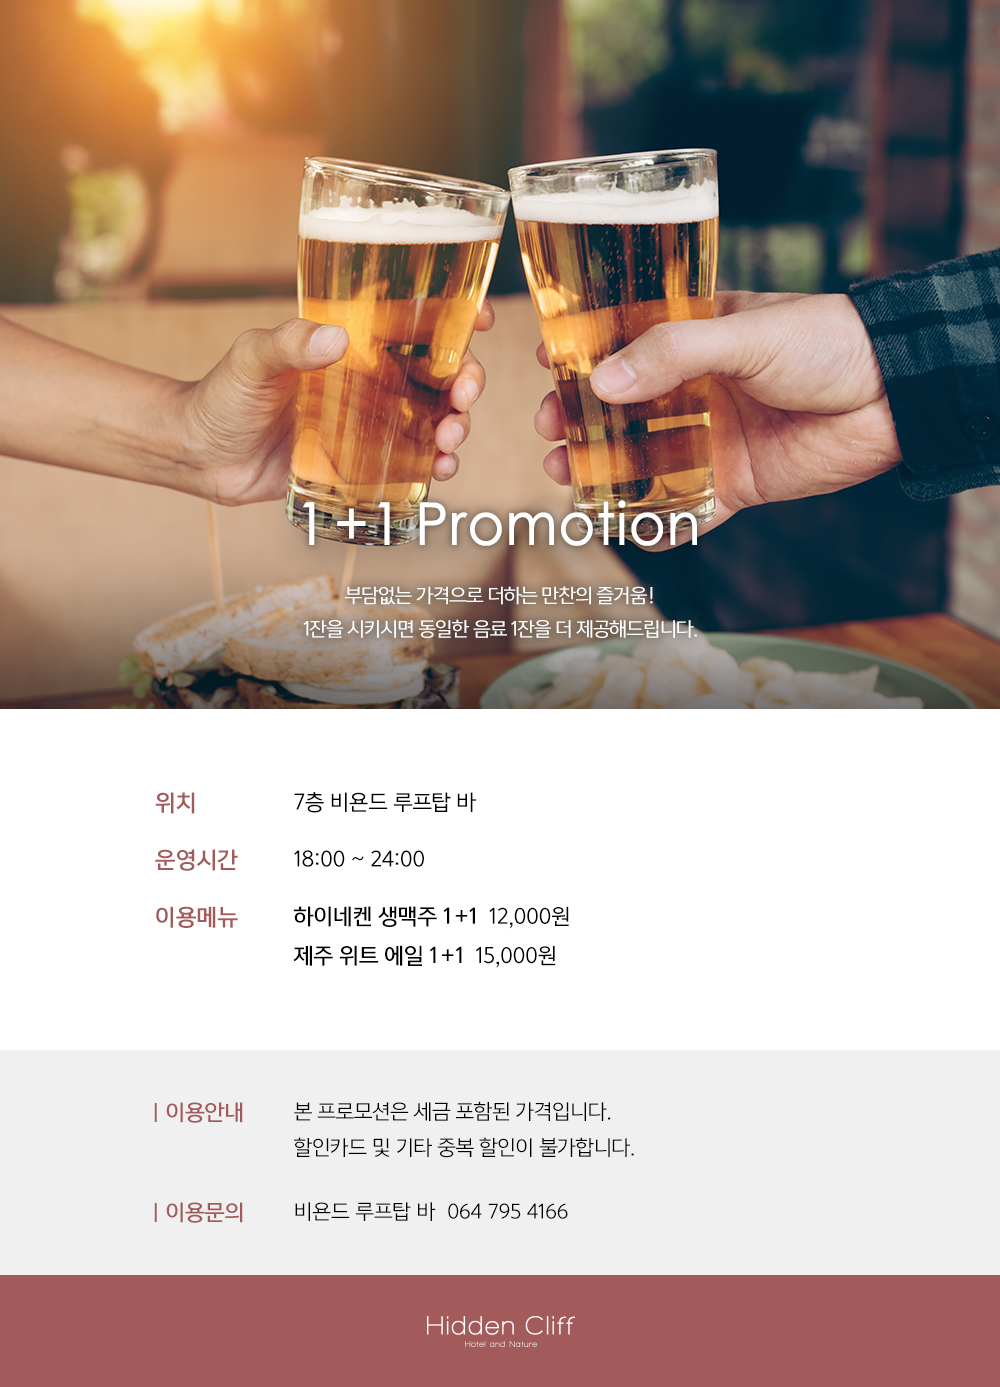 1+1 Promotion
부담없는 가격으로 더하는 만찬의 즐거움!
1잔을 시키시면 동일한 음료 1잔을 더 제공해드립니다.
위치 7층 비욘드 루프탑 바
운영시간 18:00 ~ 24:00
이용메뉴 하이네켄 생맥주 1+1 12,000원
제주 위트 에일 1+1 15,000원
| 이용안내 본 프로모션은 세금 포함된 가격입니다.
할인카드 및 기타 중복 할인이 불가합니다.
| 이용문의 비욘드 루프탑 바 064 795 4166
Hidden Cliff
Hotel and Nature